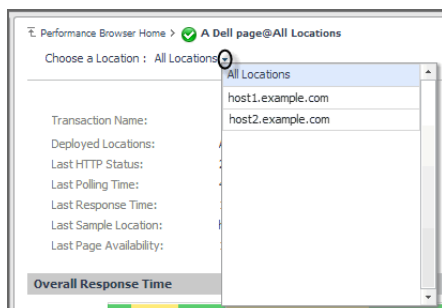 Performance Browser Home > A Dell page@All Locations
Choose a Location : All Locations
All Locations
host1.example.com
host2.example.com
Transaction Name:
Deployed Locations:
Last HTTP Status:
Last Polling Time:
Last Response Time:
Last Sample Location:
Last Page Availability:
Overall Response Time